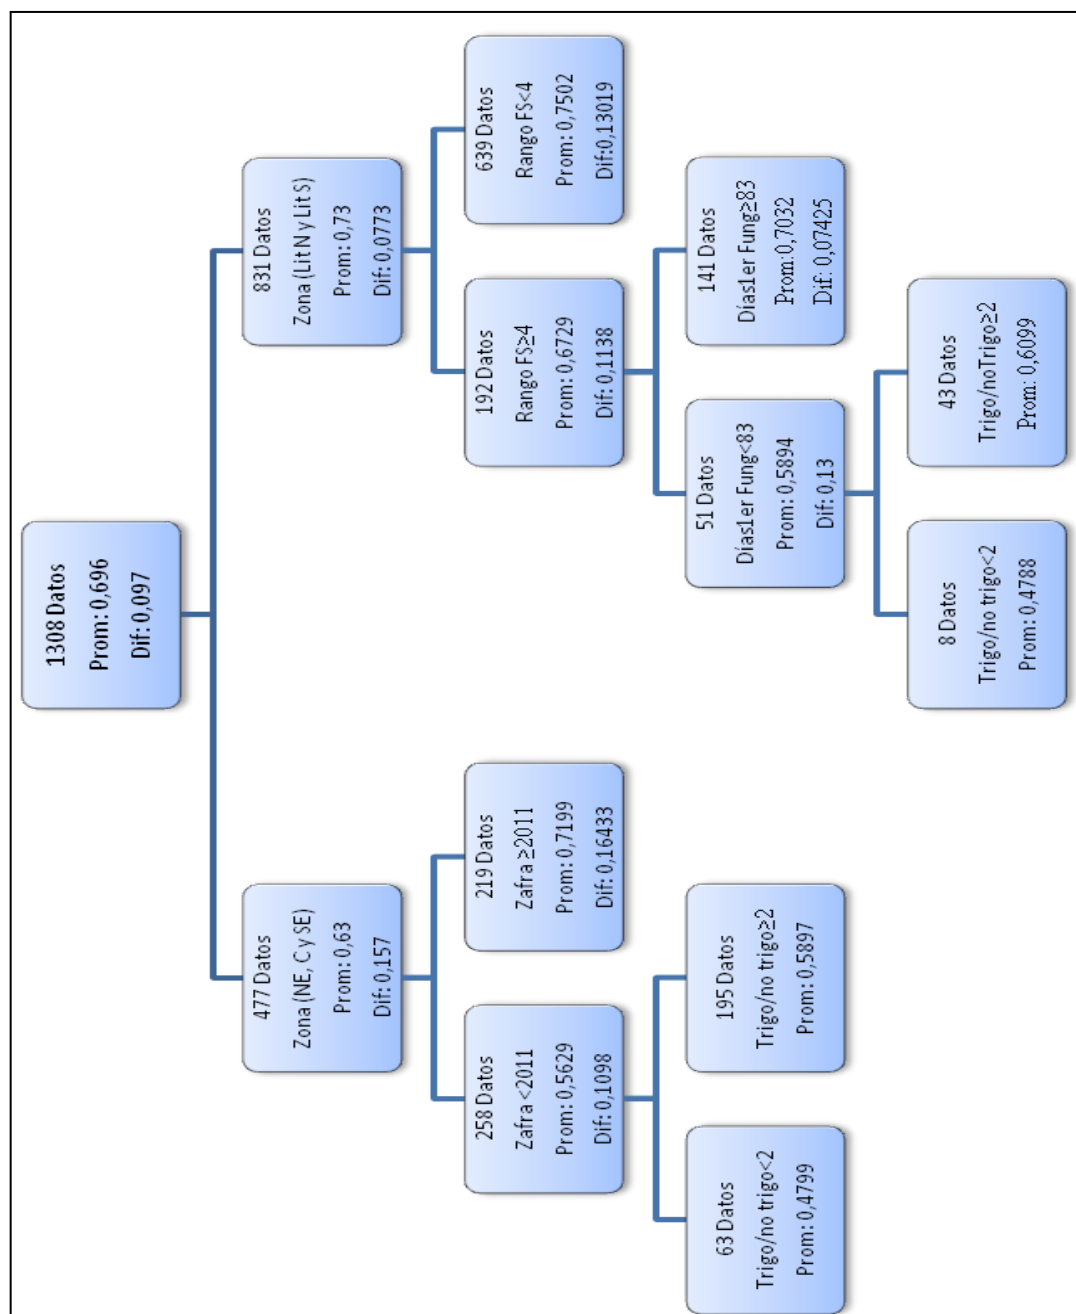 1308 Datos
Prom: 0,696
Dif: 0,097
477 Datos
Zona (NE, C y SE)
Prom: 0,63
Dif: 0,157
831 Datos
Zona (Lit N y Lit S)
Prom: 0,73
Dif: 0,0773
258 Datos
Zafra <2011
Prom: 0,5629
Dif: 0,1098
219 Datos
Zafra ≥2011
Prom: 0,7199
Dif: 0,16433
192 Datos
Rango FS≥4
Prom: 0,6729
Dif: 0,1138
639 Datos
Rango FS<4
Prom: 0,7502
Dif:0,13019
63 Datos
Trigo/no trigo<2
Prom: 0,4799
195 Datos
Trigo/no trigo≥2
Prom: 0,5897
51 Datos
Días1er Fung<83
Prom: 0,5894
Dif: 0,13
141 Datos
Días1er Fung≥83
Prom:0,7032
Dif: 0,07425
8 Datos
Trigo/no trigo<2
Prom: 0,4788
43 Datos
Trigo/noTrigo≥2
Prom: 0,6099